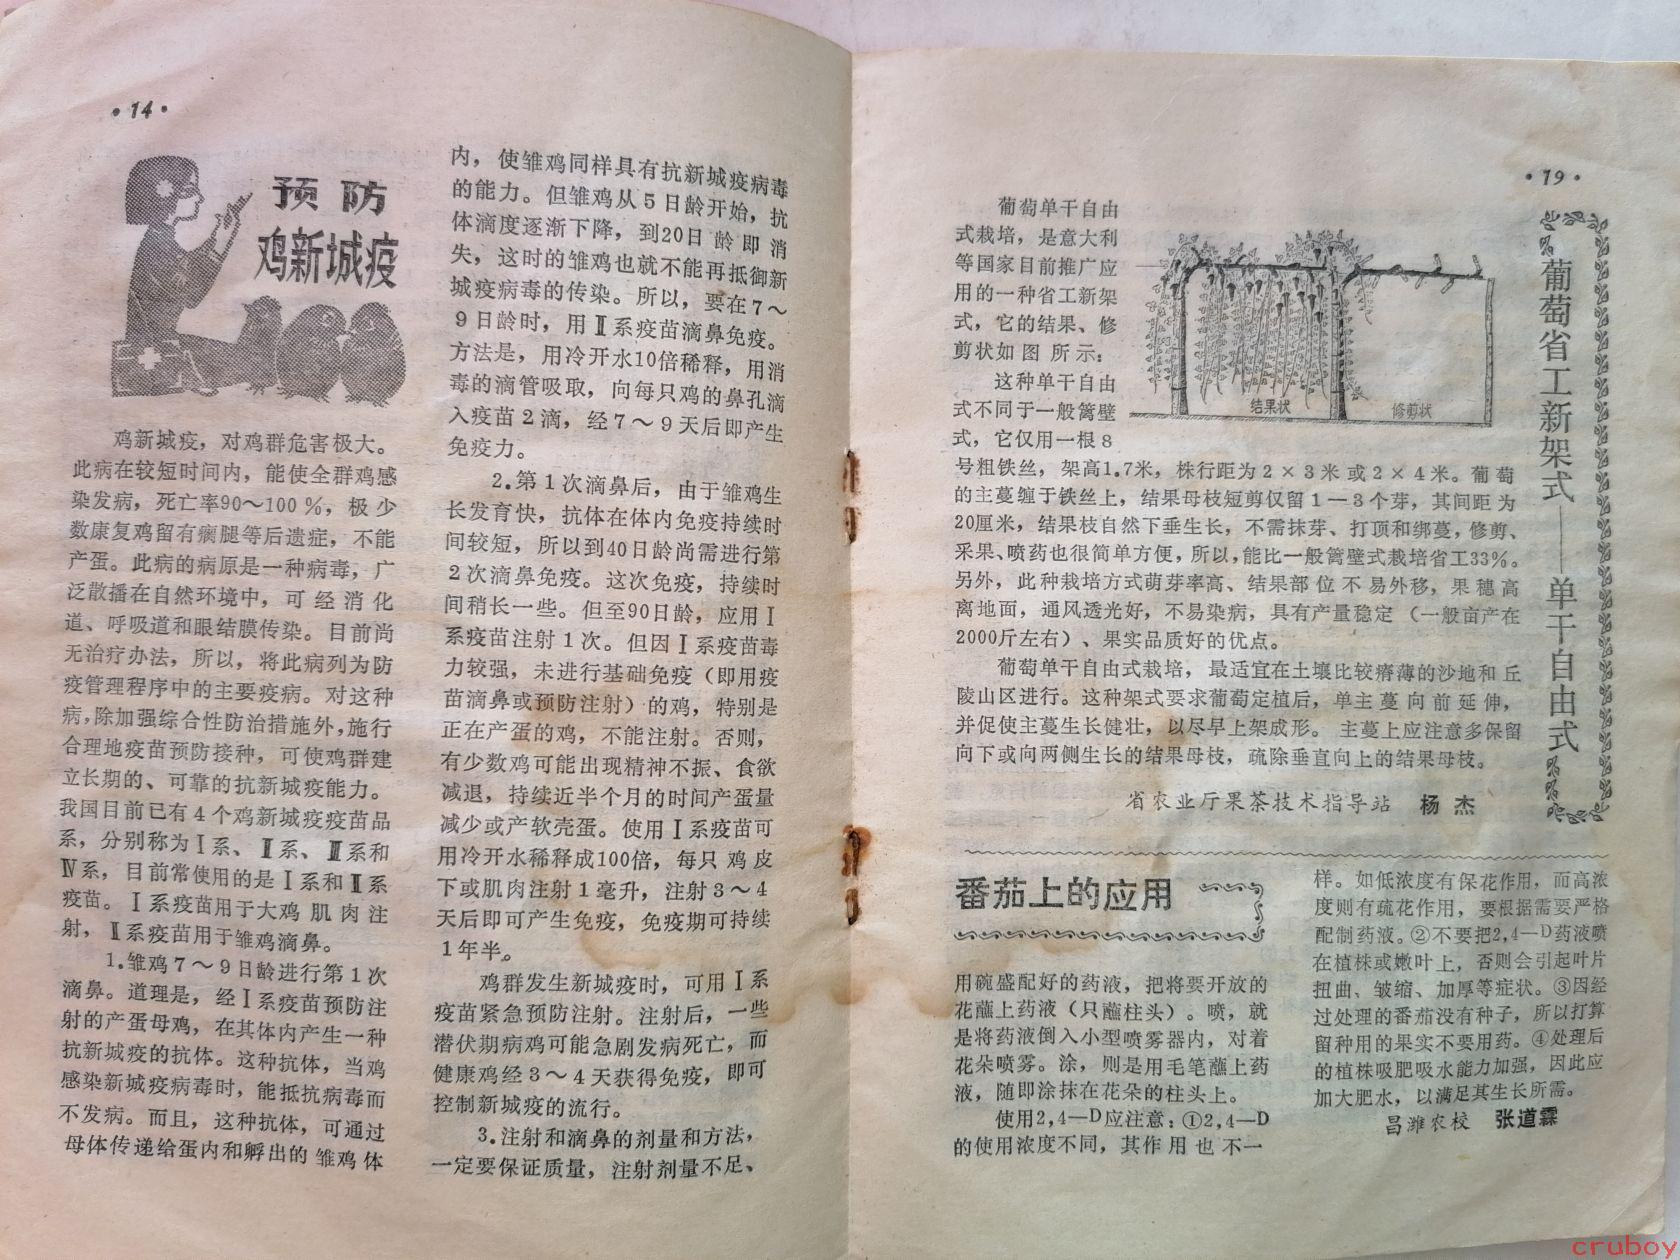 •14•
预防
鸡新城疫
鸡新城疫，对鸡群危害极大。
此病在较短时间内，能使全群鸡感
染发病，死亡率90～100％，极少
数康复鸡留有瘸腿等后遗症，不能
产蛋。此病的病原是一种病毒，广
泛散播在自然环境中，可经消化
道、呼吸道和眼结膜传染。目前尚
无治疗办法，所以，将此病列为防
疫管理程序中的主要疫病。对这种
病，除加强综合性防治措施外，施行
合理地疫苗预防接种，可使鸡群建
立长期的、可靠的抗新城疫能力。
我国目前已有4个鸡新城疫疫苗品
系，分别称为Ⅰ系、Ⅱ系、Ⅲ系和
Ⅳ系，目前常使用的是Ⅰ系和Ⅱ系
疫苗。Ⅰ系疫苗用于大鸡肌肉注
射，Ⅱ系疫苗用于雏鸡滴鼻。
1.雏鸡7～9日龄进行第1次
滴鼻。道理是，经Ⅰ系疫苗预防注
射的产蛋母鸡，在其体内产生一种
抗新城疫的抗体。这种抗体，当鸡
感染新城疫病毒时，能抵抗病毒而
不发病。而且，这种抗体，可通过
母体传递给蛋内和孵出的雏鸡体
内，使雏鸡同样具有抗新城疫病毒
的能力。但雏鸡从5日龄开始，抗
体滴度逐渐下降，到20日龄即消
失，这时的雏鸡也就不能再抵御新
城疫病毒的传染。所以，要在7～
9日龄时，用Ⅱ系疫苗滴鼻免疫。
方法是，用冷开水10倍稀释，用消
毒的滴管吸取，向每只鸡的鼻孔滴
入疫苗2滴，经7～9天后即产生
免疫力。
2.第1次滴鼻后，由于雏鸡生
长发育快，抗体在体内免疫持续时
间较短，所以到40日龄尚需进行第
2次滴鼻免疫。这次免疫，持续时
间稍长一些。但至90日龄，应用Ⅰ
系疫苗注射1次。但因Ⅰ系疫苗毒
力较强，未进行基础免疫（即用疫
苗滴鼻或预防注射）的鸡，特别是
正在产蛋的鸡，不能注射。否则，
有少数鸡可能出现精神不振、食欲
减退，持续近半个月的时间产蛋量
减少或产软壳蛋。使用Ⅰ系疫苗可
用冷开水稀释成100倍，每只鸡皮
下或肌肉注射1毫升，注射3～4
天后即可产生免疫，免疫期可持续
1年半。
鸡群发生新城疫时，可用Ⅰ系
疫苗紧急预防注射。注射后，一些
潜伏期病鸡可能急剧发病死亡，而
健康鸡经3～4天获得免疫，即可
控制新城疫的流行。
3.注射和滴鼻的剂量和方法，
一定要保证质量，注射剂量不足、
•19•
葡萄省工新架式——单干自由式
葡萄单干自由
式栽培，是意大利
等国家目前推广应
用的一种省工新架
式，它的结果、修
剪状如图所示：
这种单干自由
式不同于一般篱壁
式，它仅用一根8
结果状
修剪状
号粗铁丝，架高1.7米，株行距为2×3米或2×4米。葡萄
的主蔓缠于铁丝上，结果母枝短剪仅留1—3个芽，其间距为
20厘米，结果枝自然下垂生长，不需抹芽、打顶和绑蔓，修剪、
采果、喷药也很简单方便，所以，能比一般篱壁式栽培省工33％。
另外，此种栽培方式萌芽率高、结果部位不易外移，果穗高
离地面，通风透光好，不易染病，具有产量稳定（一般亩产在
2000斤左右）、果实品质好的优点。
葡萄单干自由式栽培，最适宜在土壤比较瘠薄的沙地和丘
陵山区进行。这种架式要求葡萄定植后，单主蔓向前延伸，
并促使主蔓生长健壮，以尽早上架成形。主蔓上应注意多保留
向下或向两侧生长的结果母枝，疏除垂直向上的结果母枝。
省农业厅果茶技术指导站　杨杰
番茄上的应用
用碗盛配好的药液，把将要开放的
花蘸上药液（只蘸柱头）。喷，就
是将药液倒入小型喷雾器内，对着
花朵喷雾。涂，则是用毛笔蘸上药
液，随即涂抹在花朵的柱头上。
使用2,4—D应注意：①2,4—D
的使用浓度不同，其作用也不一
样。如低浓度有保花作用，而高浓
度则有疏花作用，要根据需要严格
配制药液。②不要把2,4—D药液喷
在植株或嫩叶上，否则会引起叶片
扭曲、皱缩、加厚等症状。③因经
过处理的番茄没有种子，所以打算
留种用的果实不要用药。④处理后
的植株吸肥吸水能力加强，因此应
加大肥水，以满足其生长所需。
昌潍农校　张道霖
cruboy